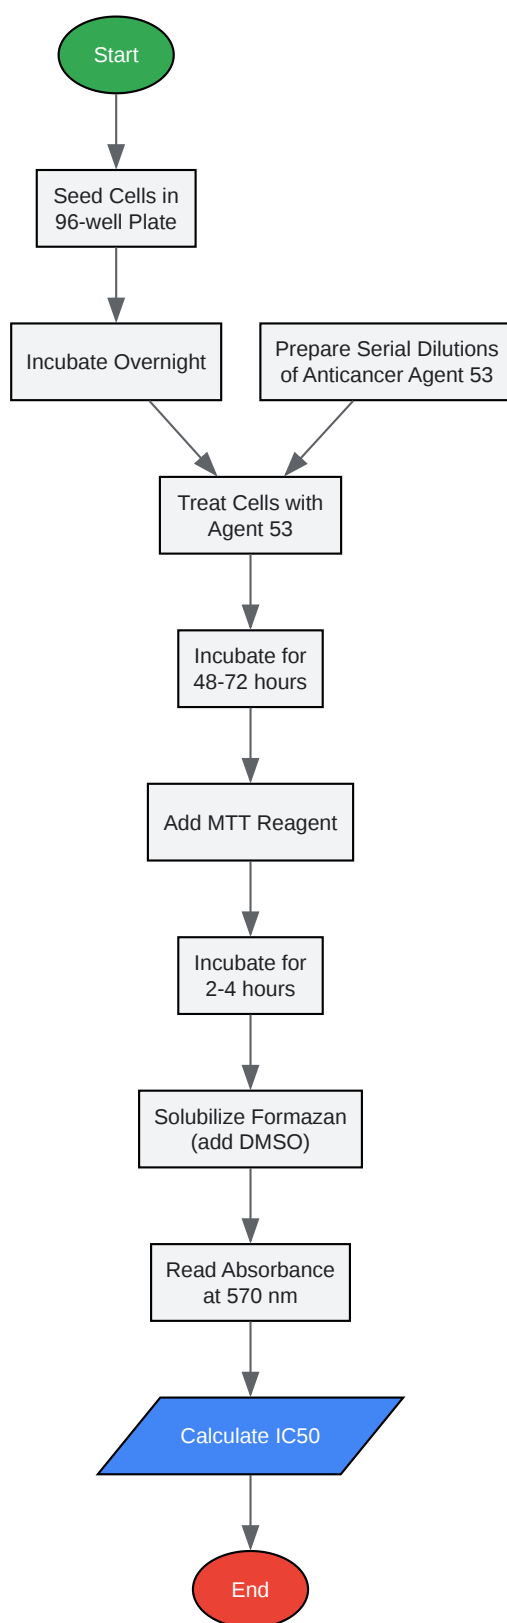 Start
Seed Cells in
96-well Plate
Incubate Overnight
Prepare Serial Dilutions
of Anticancer Agent 53
Treat Cells with
Agent 53
Incubate for
48-72 hours
Add MTT Reagent
Incubate for
2-4 hours
Solubilize Formazan
(add DMSO)
Read Absorbance
at 570 nm
Calculate IC50
End